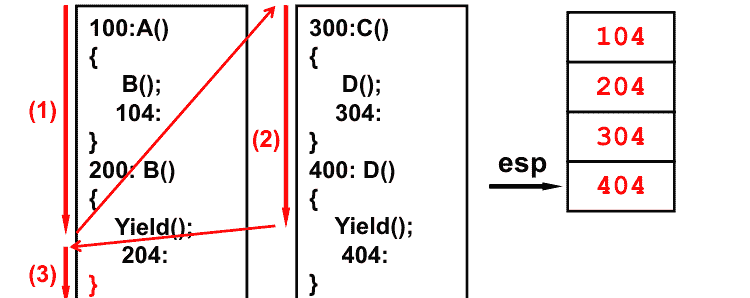 (1)
100:A()
{
B();
104:
}
200: B()
{
Yield();
204:
}
(3)
(2)
300:C()
{
D();
304:
}
400: D()
{
Yield();
404:
}
esp
104
204
304
404